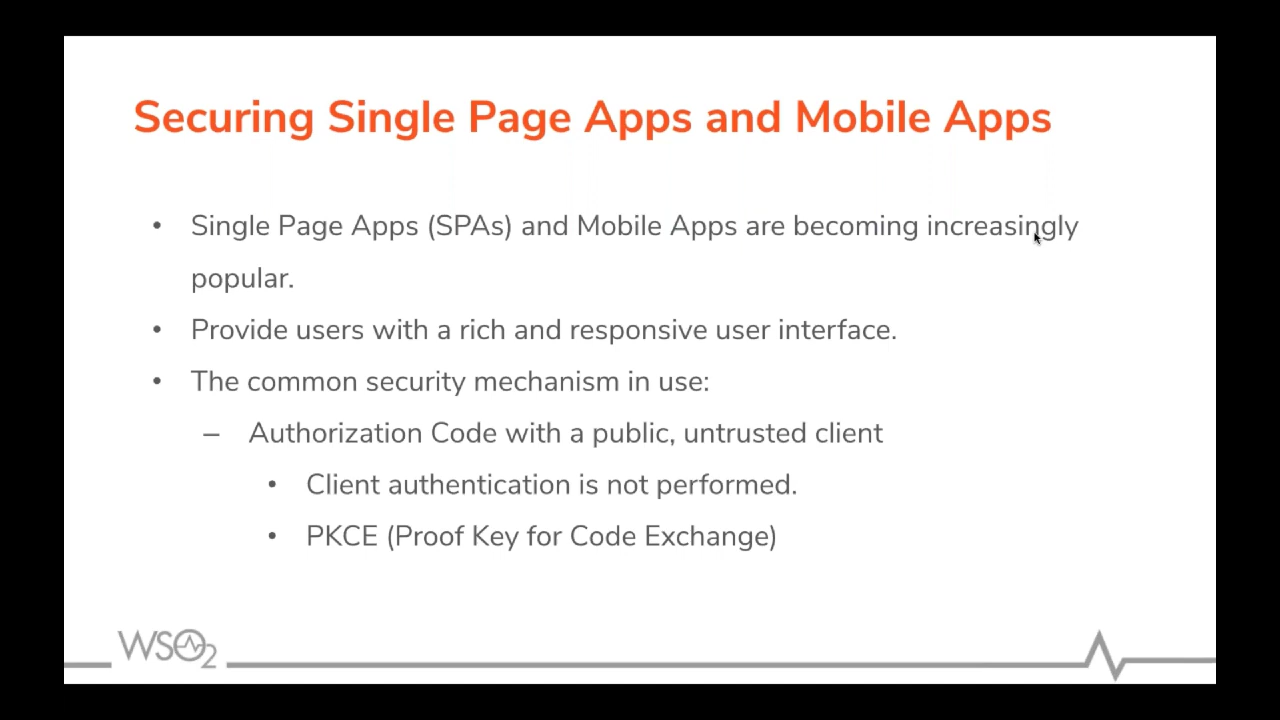 Securing Single Page Apps and Mobile Apps
• Single Page Apps (SPAs) and Mobile Apps are becoming increasingly
popular.
• Provide users with a rich and responsive user interface.
• The common security mechanism in use:
– Authorization Code with a public, untrusted client
• Client authentication is not performed.
• PKCE (Proof Key for Code Exchange)
WSO2